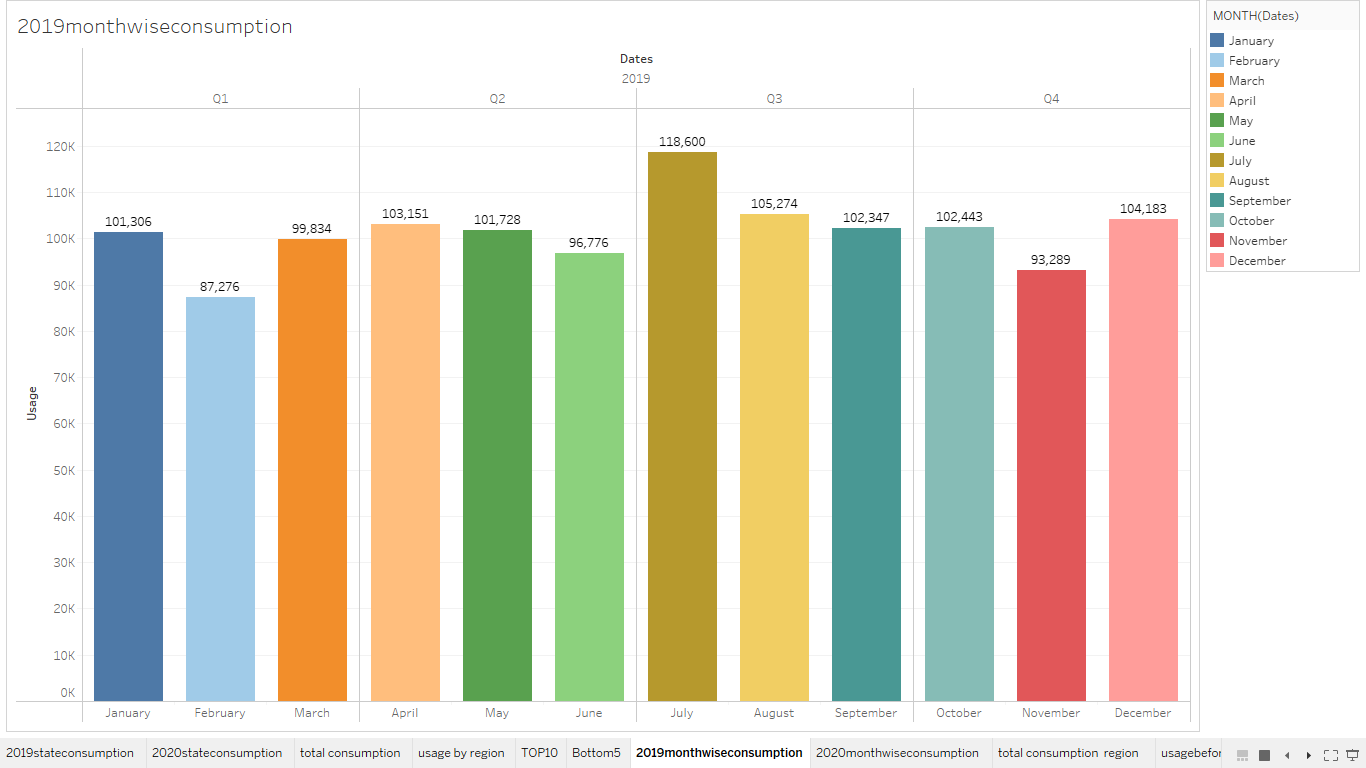 2019monthwiseconsumption
Dates
2019
Q1 Q2 Q3 Q4
Usage
120K
110K
100K
90K
80K
70K
60K
50K
40K
30K
20K
10K
0K
101,306
87,276
99,834
103,151
101,728
96,776
118,600
105,274
102,347
102,443
93,289
104,183
January February March April May June July August September October November December
MONTH(Dates)
January
February
March
April
May
June
July
August
September
October
November
December
2019stateconsumption 2020stateconsumption total consumption usage by region TOP10 Bottom5 2019monthwiseconsumption 2020monthwiseconsumption total consumption region usagebefor